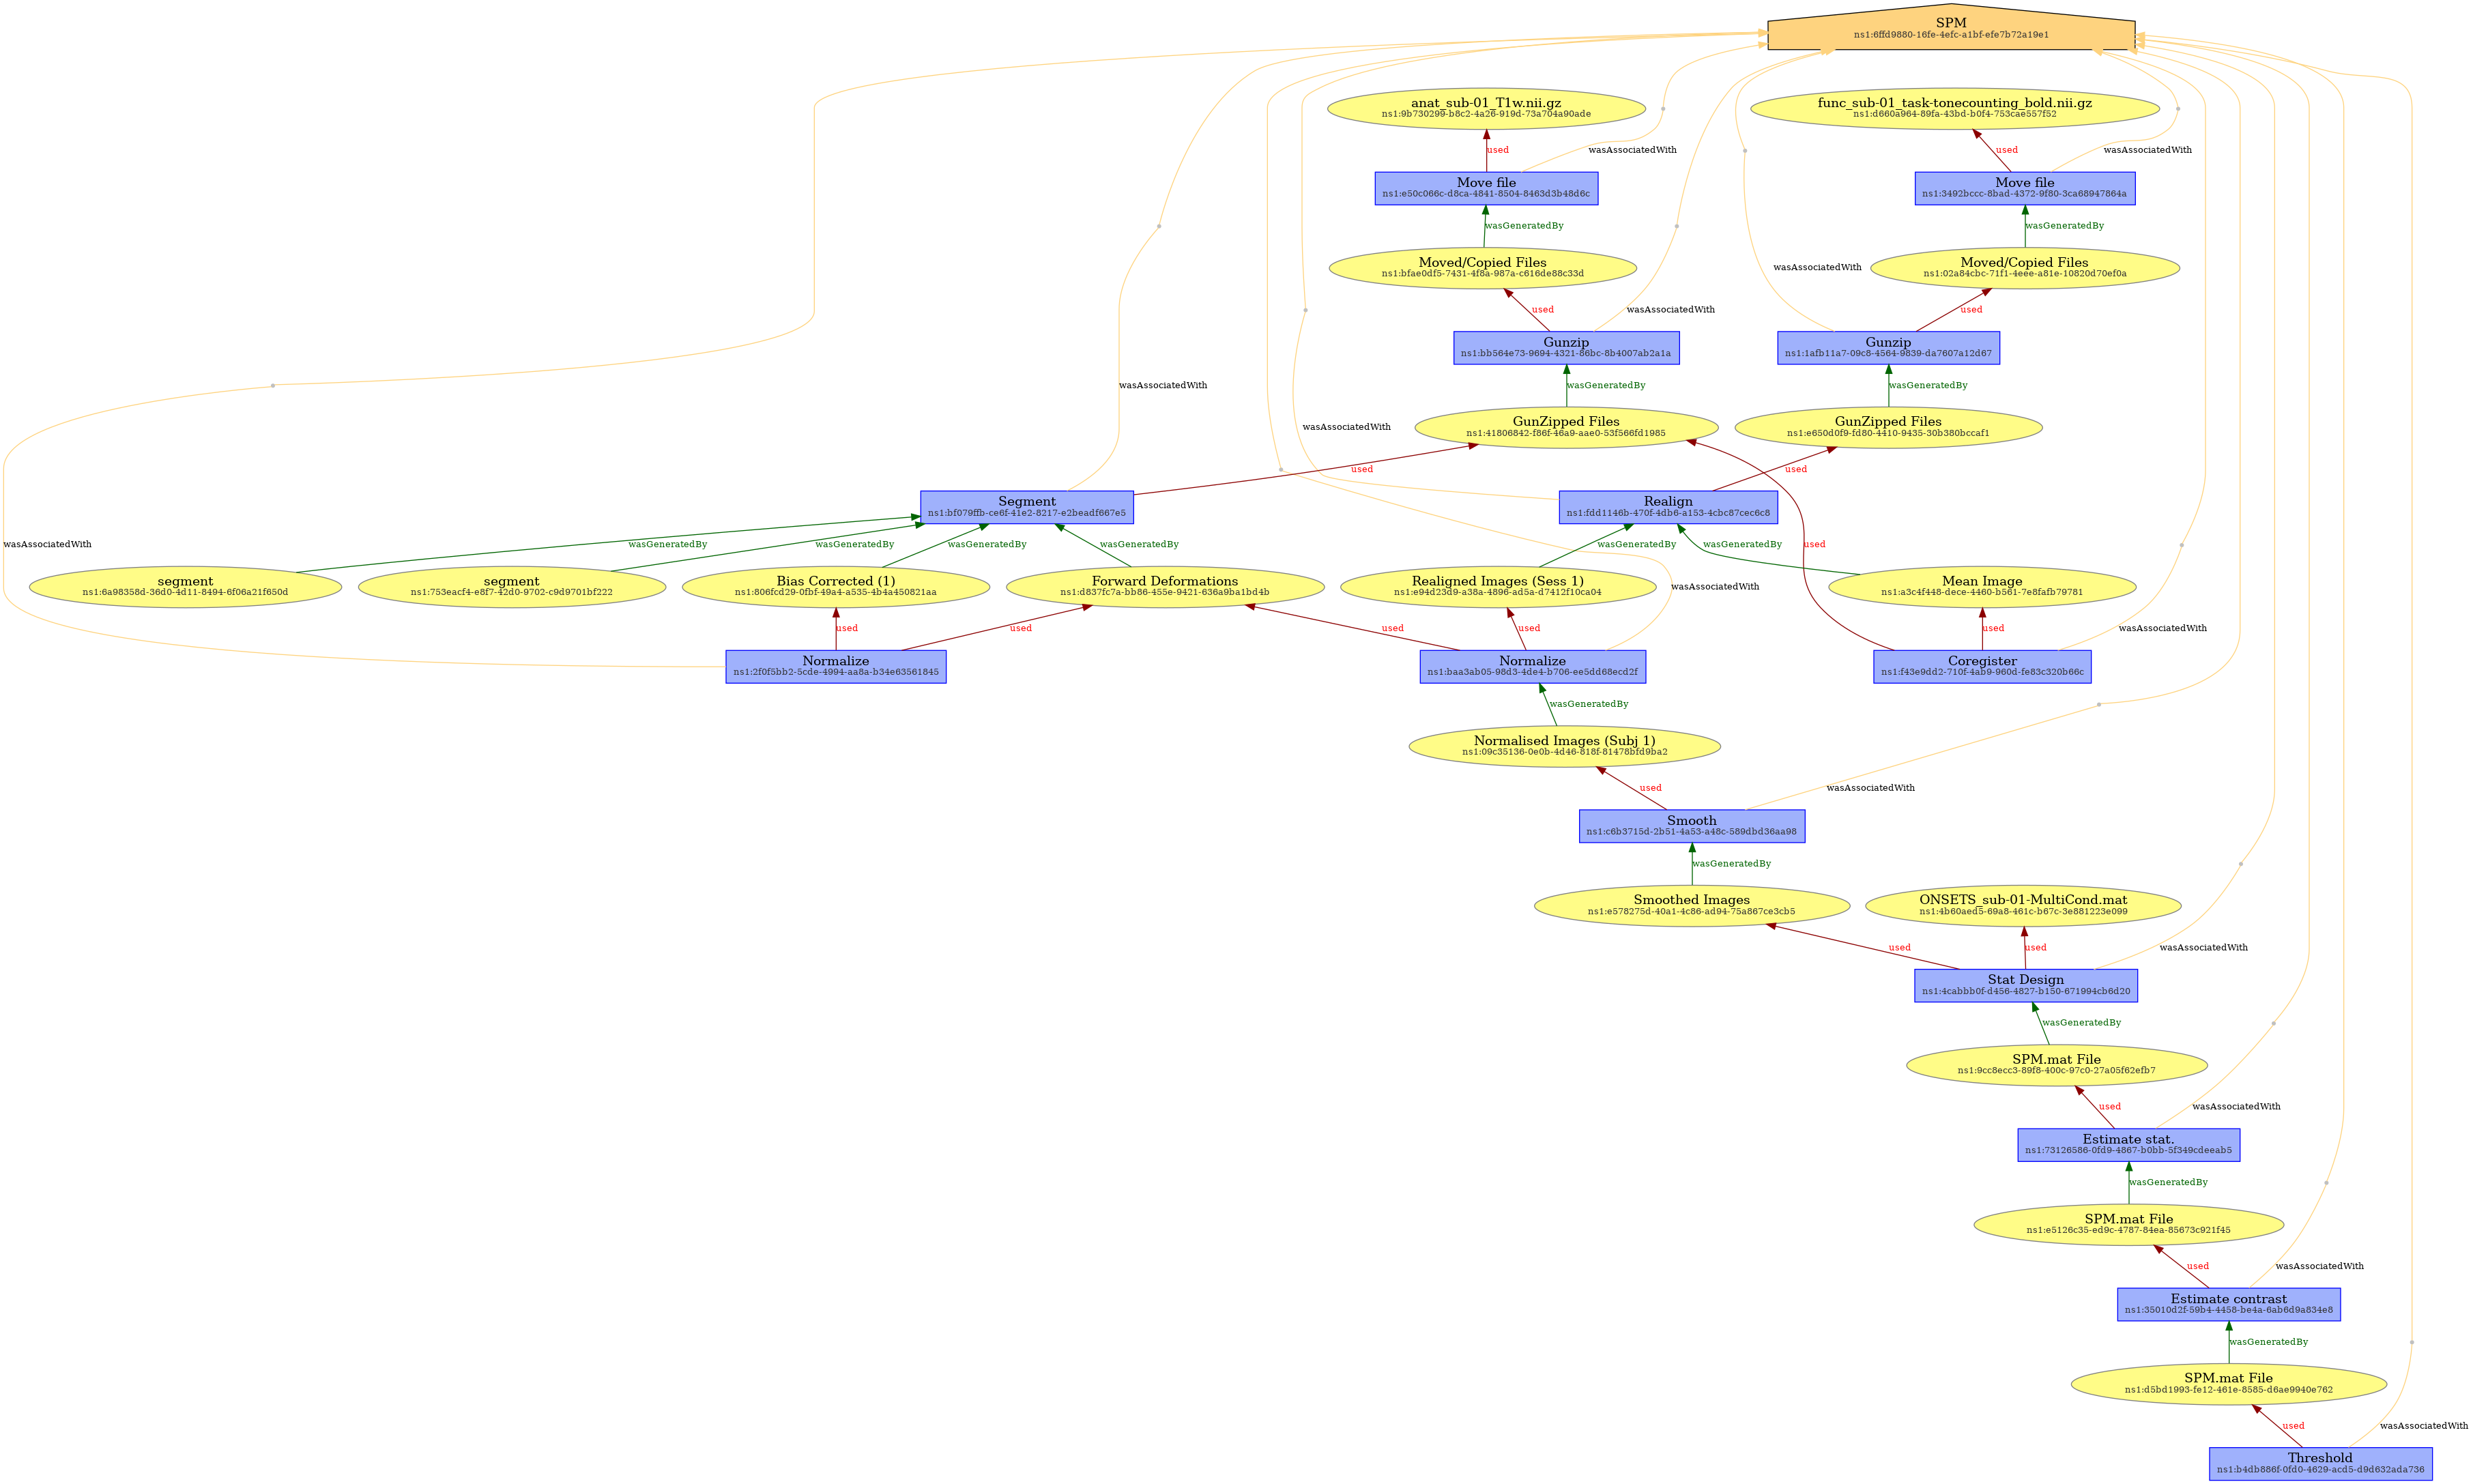 SPM
ns1:6ffd9880-16fe-4efc-a1bf-efe7b72a19e1
anat_sub-01_T1w.nii.gz
ns1:9b730299-b8c2-4a26-919d-73a704a90ade
func_sub-01_task-tonecounting_bold.nii.gz
ns1:d660a964-89fa-43bd-b0f4-753cae557f52
used
wasAssociatedWith
used
wasAssociatedWith
Move file
ns1:e50c066c-d8ca-4841-8504-8463d3b48d6c
Move file
ns1:3492bccc-8bad-4372-9f80-3ca68947864a
wasGeneratedBy
wasGeneratedBy
Moved/Copied Files
ns1:bfae0df5-7431-4f8a-987a-c616de88c33d
Moved/Copied Files
ns1:02a84cbc-71f1-4eee-a81e-10820d70ef0a
wasAssociatedWith
used
wasAssociatedWith
used
Gunzip
ns1:bb564e73-9694-4321-86bc-8b4007ab2a1a
Gunzip
ns1:1afb11a7-09c8-4564-9839-da7607a12d67
wasAssociatedWith
wasGeneratedBy
wasGeneratedBy
GunZipped Files
ns1:41806842-f86f-46a9-aae0-53f566fd1985
GunZipped Files
ns1:e650d0f9-fd80-4410-9435-30b380bccaf1
wasAssociatedWith
used
used
Segment
ns1:bf079ffb-ce6f-41e2-8217-e2beadf667e5
Realign
ns1:fdd1146b-470f-4db6-a153-4cbc87cec6c8
wasAssociatedWith
wasGeneratedBy
wasGeneratedBy
wasGeneratedBy
wasGeneratedBy
wasGeneratedBy
wasGeneratedBy
used
segment
ns1:6a98358d-36d0-4d11-8494-6f06a21f650d
segment
ns1:753eacf4-e8f7-42d0-9702-c9d9701bf222
Bias Corrected (1)
ns1:806fcd29-0fbf-49a4-a535-4b4a450821aa
Forward Deformations
ns1:d837fc7a-bb86-455e-9421-636a9ba1bd4b
Realigned Images (Sess 1)
ns1:e94d23d9-a38a-4896-ad5a-d7412f10ca04
Mean Image
ns1:a3c4f448-dece-4460-b561-7e8fafb79781
wasAssociatedWith
used
used
used
used
used
wasAssociatedWith
Normalize
ns1:2f0f5bb2-5cde-4994-aa8a-b34e63561845
Normalize
ns1:baa3ab05-98d3-4de4-b706-ee5dd68ecd2f
Coregister
ns1:f43e9dd2-710f-4ab9-960d-fe83c320b66c
wasGeneratedBy
Normalised Images (Subj 1)
ns1:09c35136-0e0b-4d46-818f-81478bfd9ba2
used
wasAssociatedWith
Smooth
ns1:c6b3715d-2b51-4a53-a48c-589dbd36aa98
wasGeneratedBy
Smoothed Images
ns1:e578275d-40a1-4c86-ad94-75a867ce3cb5
ONSETS_sub-01-MultiCond.mat
ns1:4b60aed5-69a8-461c-b67c-3e881223e099
used
used
wasAssociatedWith
Stat Design
ns1:4cabbb0f-d456-4827-b150-671994cb6d20
wasGeneratedBy
SPM.mat File
ns1:9cc8ecc3-89f8-400c-97c0-27a05f62efb7
used
wasAssociatedWith
Estimate stat.
ns1:73126586-0fd9-4867-b0bb-5f349cdeeab5
wasGeneratedBy
SPM.mat File
ns1:e5126c35-ed9c-4787-84ea-85673c921f45
used
wasAssociatedWith
Estimate contrast
ns1:35010d2f-59b4-4458-be4a-6ab6d9a834e8
wasGeneratedBy
SPM.mat File
ns1:d5bd1993-fe12-461e-8585-d6ae9940e762
used
wasAssociatedWith
Threshold
ns1:b4db886f-0fd0-4629-acd5-d9d632ada736